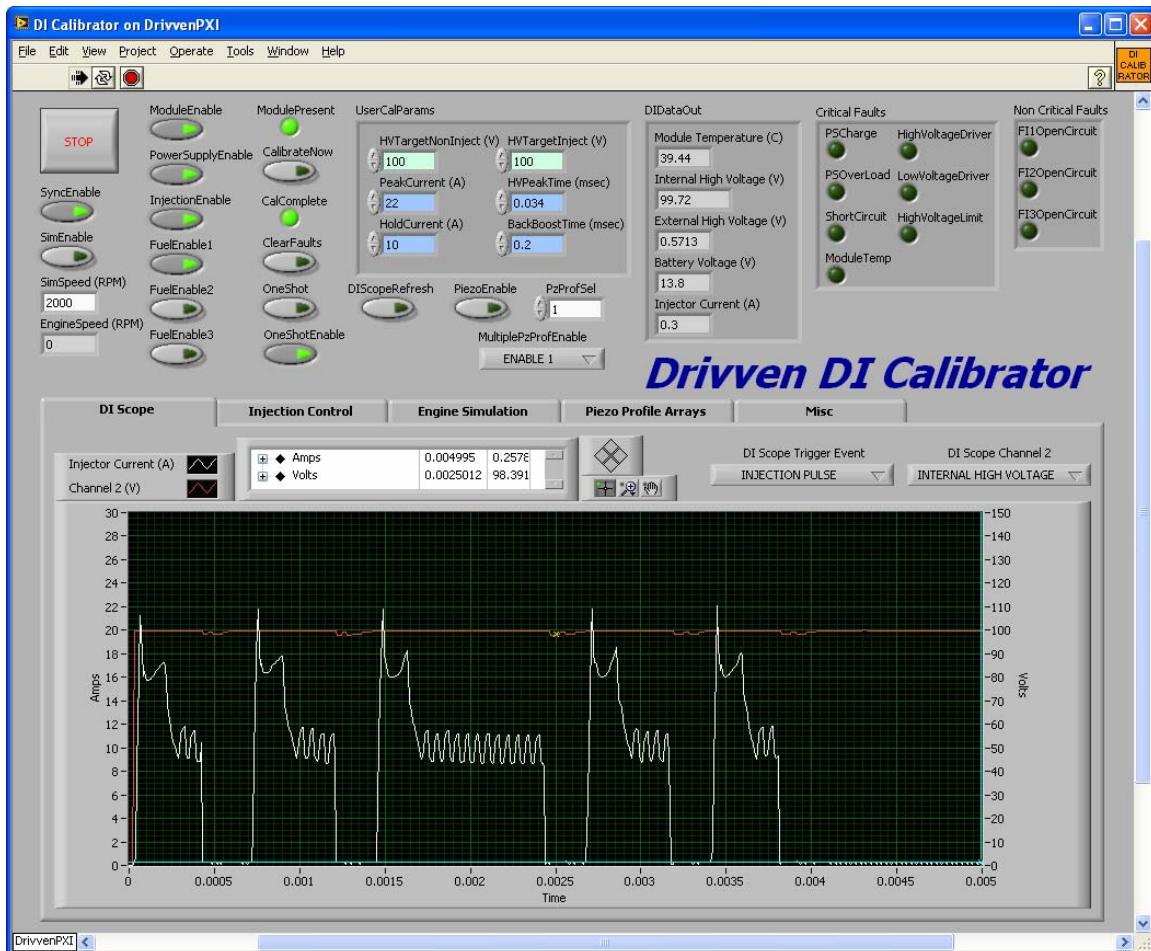 DI Calibrator on DrivvenPXI
File Edit View Project Operate Tools Window Help
DI
CALIB
RATOR
?
STOP
SyncEnable
SimEnable
SimSpeed (RPM)
2000
EngineSpeed (RPM)
0
ModuleEnable
PowerSupplyEnable
InjectionEnable
FuelEnable1
FuelEnable2
FuelEnable3
ModulePresent
CalibrateNow
CalComplete
ClearFaults
OneShot
OneShotEnable
UserCalParams
HVTargetNonInject (V) HVTargetInject (V)
100 100
PeakCurrent (A) HVPeakTime (msec)
22 0.034
HoldCurrent (A) BackBoostTime (msec)
10 0.2
DIScopeRefresh PiezoEnable PzProfSel
1
MultiplePzProfEnable
ENABLE 1
DIDataOut
Module Temperature (C)
39.44
Internal High Voltage (V)
99.72
External High Voltage (V)
0.5713
Battery Voltage (V)
13.8
Injector Current (A)
0.3
Critical Faults
PSCharge HighVoltageDriver
PSOverLoad LowVoltageDriver
ShortCircuit HighVoltageLimit
ModuleTemp
Non Critical Faults
FI1OpenCircuit
FI2OpenCircuit
FI3OpenCircuit
Drivven DI Calibrator
DI Scope Injection Control Engine Simulation Piezo Profile Arrays Misc
Injector Current (A)
Channel 2 (V)
Amps 0.004995 0.2578
Volts 0.0025012 98.391
DI Scope Trigger Event
INJECTION PULSE
DI Scope Channel 2
INTERNAL HIGH VOLTAGE
30
28
26
24
22
20
18
16
14
12
10
8
6
4
2
0
Amps
150
140
130
120
110
100
90
80
70
60
50
40
30
20
10
0
Volts
0 0.0005 0.001 0.0015 0.002 0.0025 0.003 0.0035 0.004 0.0045 0.005
Time
DrivvenPXI